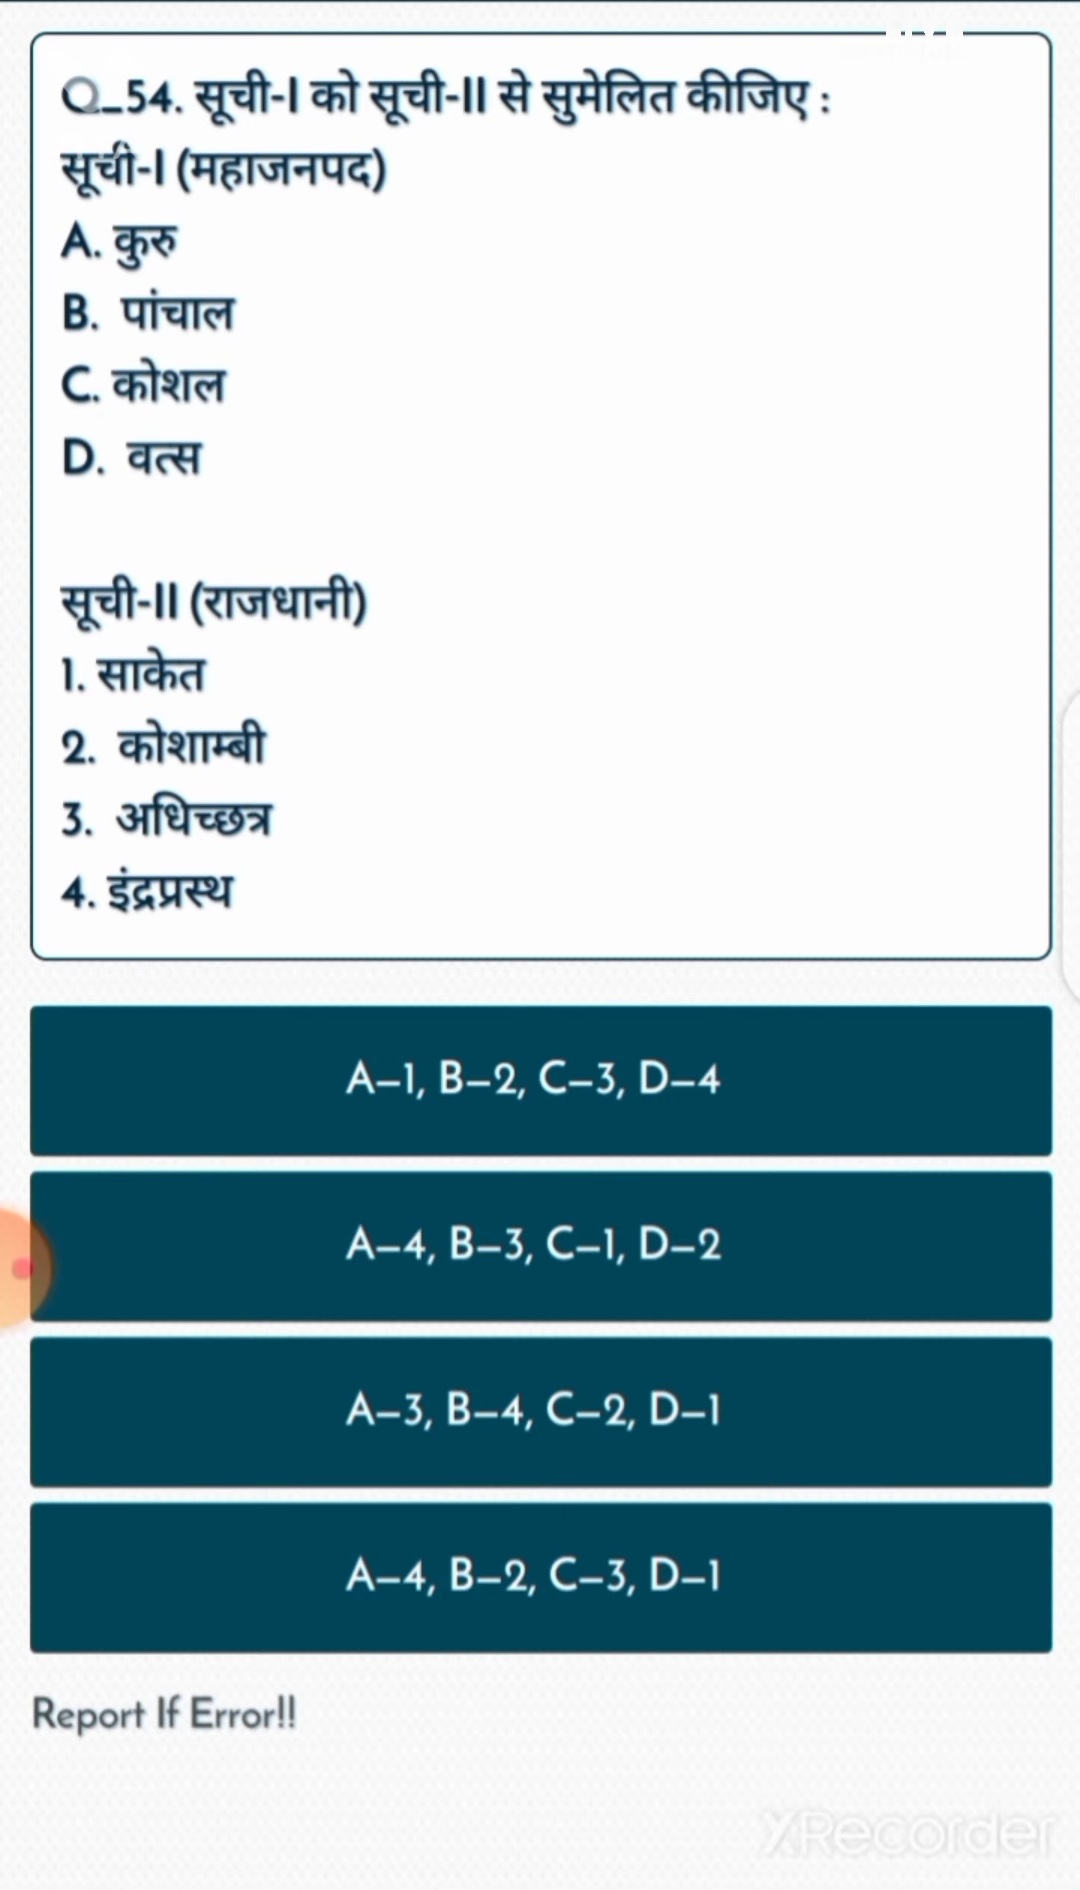 Q_54. सूची-I को सूची-II से सुमेलित कीजिए :
सूची-I (महाजनपद)
A. कुरु
B. पांचाल
C. कोशल
D. वत्स
सूची-II (राजधानी)
1. साकेत
2. कोशाम्बी
3. अधिच्छत्र
4. इंद्रप्रस्थ
A–1, B–2, C–3, D–4
A–4, B–3, C–1, D–2
A–3, B–4, C–2, D–1
A–4, B–2, C–3, D–1
Report If Error!!
XRecorder